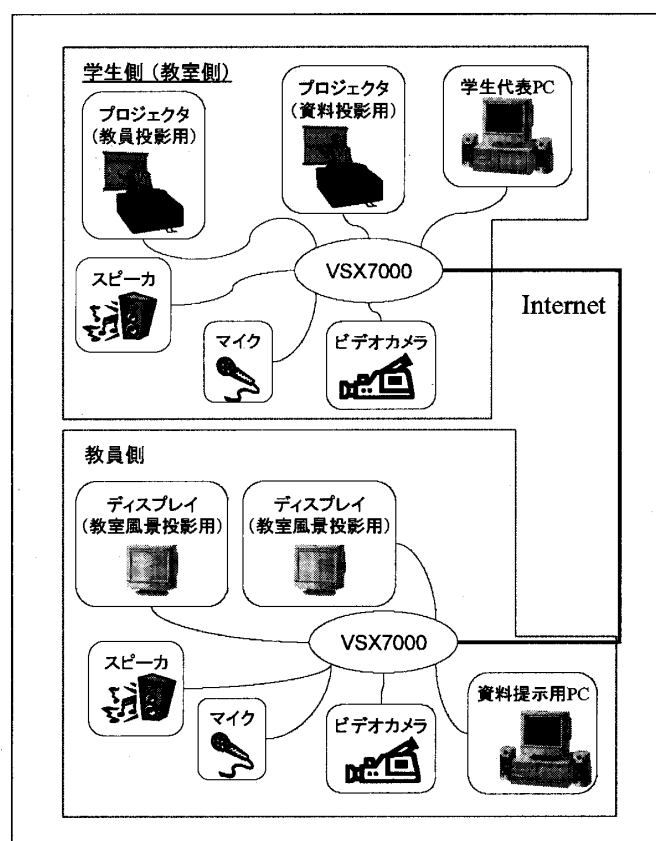 学生側（教室側）
プロジェクタ
（教員投影用）
プロジェクタ
（資料投影用）
学生代表PC
VSX7000
スピーカ
マイク
ビデオカメラ
Internet
教員側
ディスプレイ
（教室風景投影用）
ディスプレイ
（教室風景投影用）
VSX7000
スピーカ
マイク
ビデオカメラ
資料提示用PC